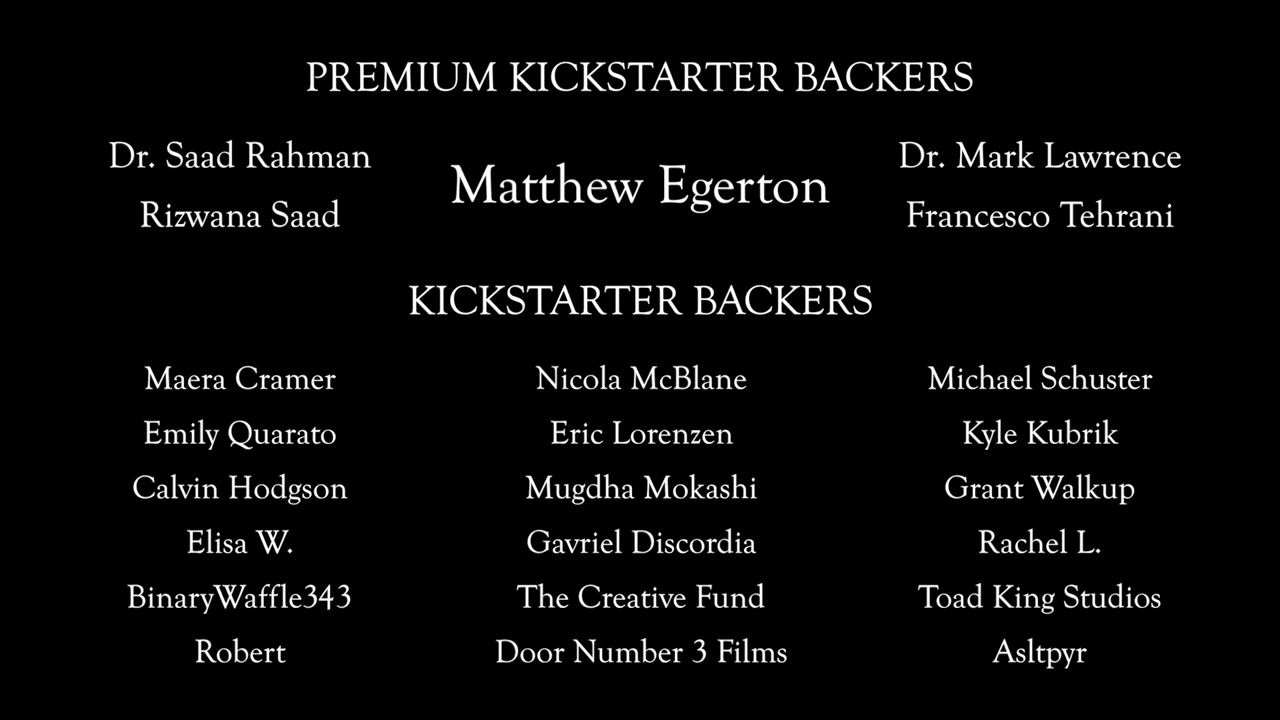 PREMIUM KICKSTARTER BACKERS
Dr. Saad Rahman
Rizwana Saad
Matthew Egerton
Dr. Mark Lawrence
Francesco Tehrani
KICKSTARTER BACKERS
Maera Cramer
Emily Quarato
Calvin Hodgson
Elisa W.
BinaryWaffle343
Robert
Nicola McBlane
Eric Lorenzen
Mugdha Mokashi
Gavriel Discordia
The Creative Fund
Door Number 3 Films
Michael Schuster
Kyle Kubrik
Grant Walkup
Rachel L.
Toad King Studios
Asltpyr